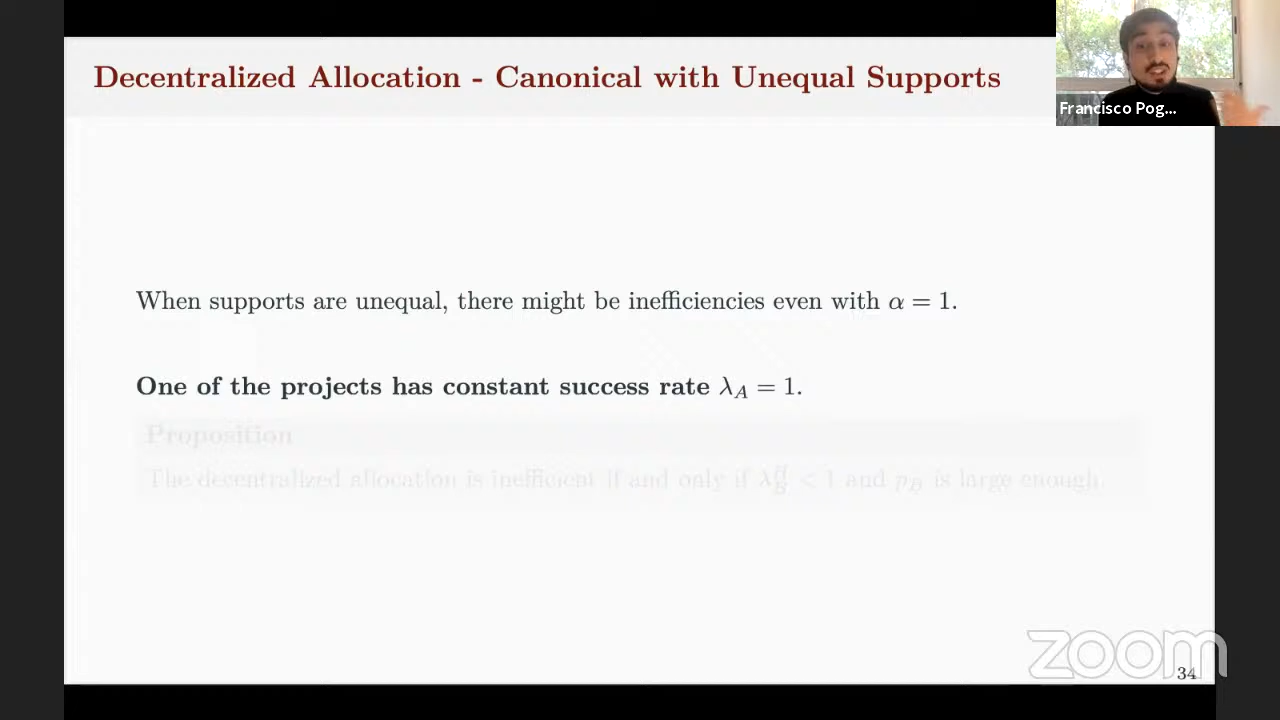 Decentralized Allocation - Canonical with Unequal Supports
Francisco Pog...
When supports are unequal, there might be inefficiencies even with α = 1.
One of the projects has constant success rate λ_A = 1.
Proposition
The decentralized allocation is inefficient if and only if λ_B^H < 1 and p_B is large enough
zoom
34